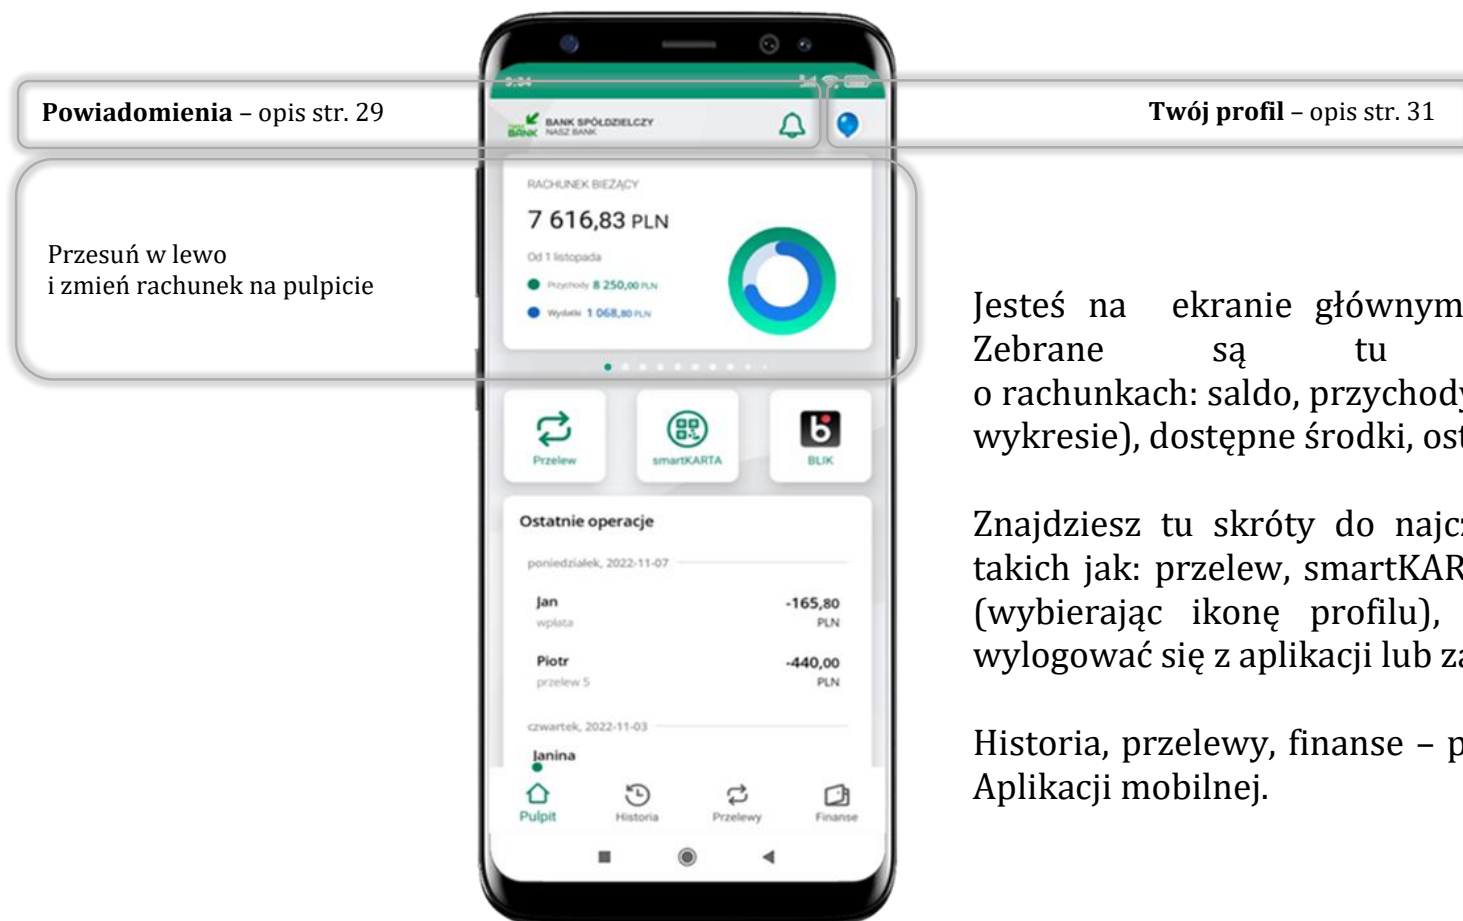 9:34
Powiadomienia – opis str. 29
Twój profil – opis str. 31
BANK SPÓŁDZIELCZY
BANK NASZ BANK
RACHUNEK BIEŻĄCY
7 616,83 PLN
Od 1 listopada
Przychody 8 250,00 PLN
Wydatki 1 068,80 PLN
Przesuń w lewo
i zmień rachunek na pulpicie
Przelew
smartKARTA
BLIK
Ostatnie operacje
poniedziałek, 2022-11-07
Jan -165,80
wpłata PLN
Piotr -440,00
przelew 5 PLN
czwartek, 2022-11-03
Janina
Pulpit Historia Przelewy Finanse
Jesteś na ekranie głównym
Zebrane są tu
o rachunkach: saldo, przychody
wykresie), dostępne środki, ost
Znajdziesz tu skróty do najcz
takich jak: przelew, smartKAR
(wybierając ikonę profilu),
wylogować się z aplikacji lub za
Historia, przelewy, finanse – p
Aplikacji mobilnej.